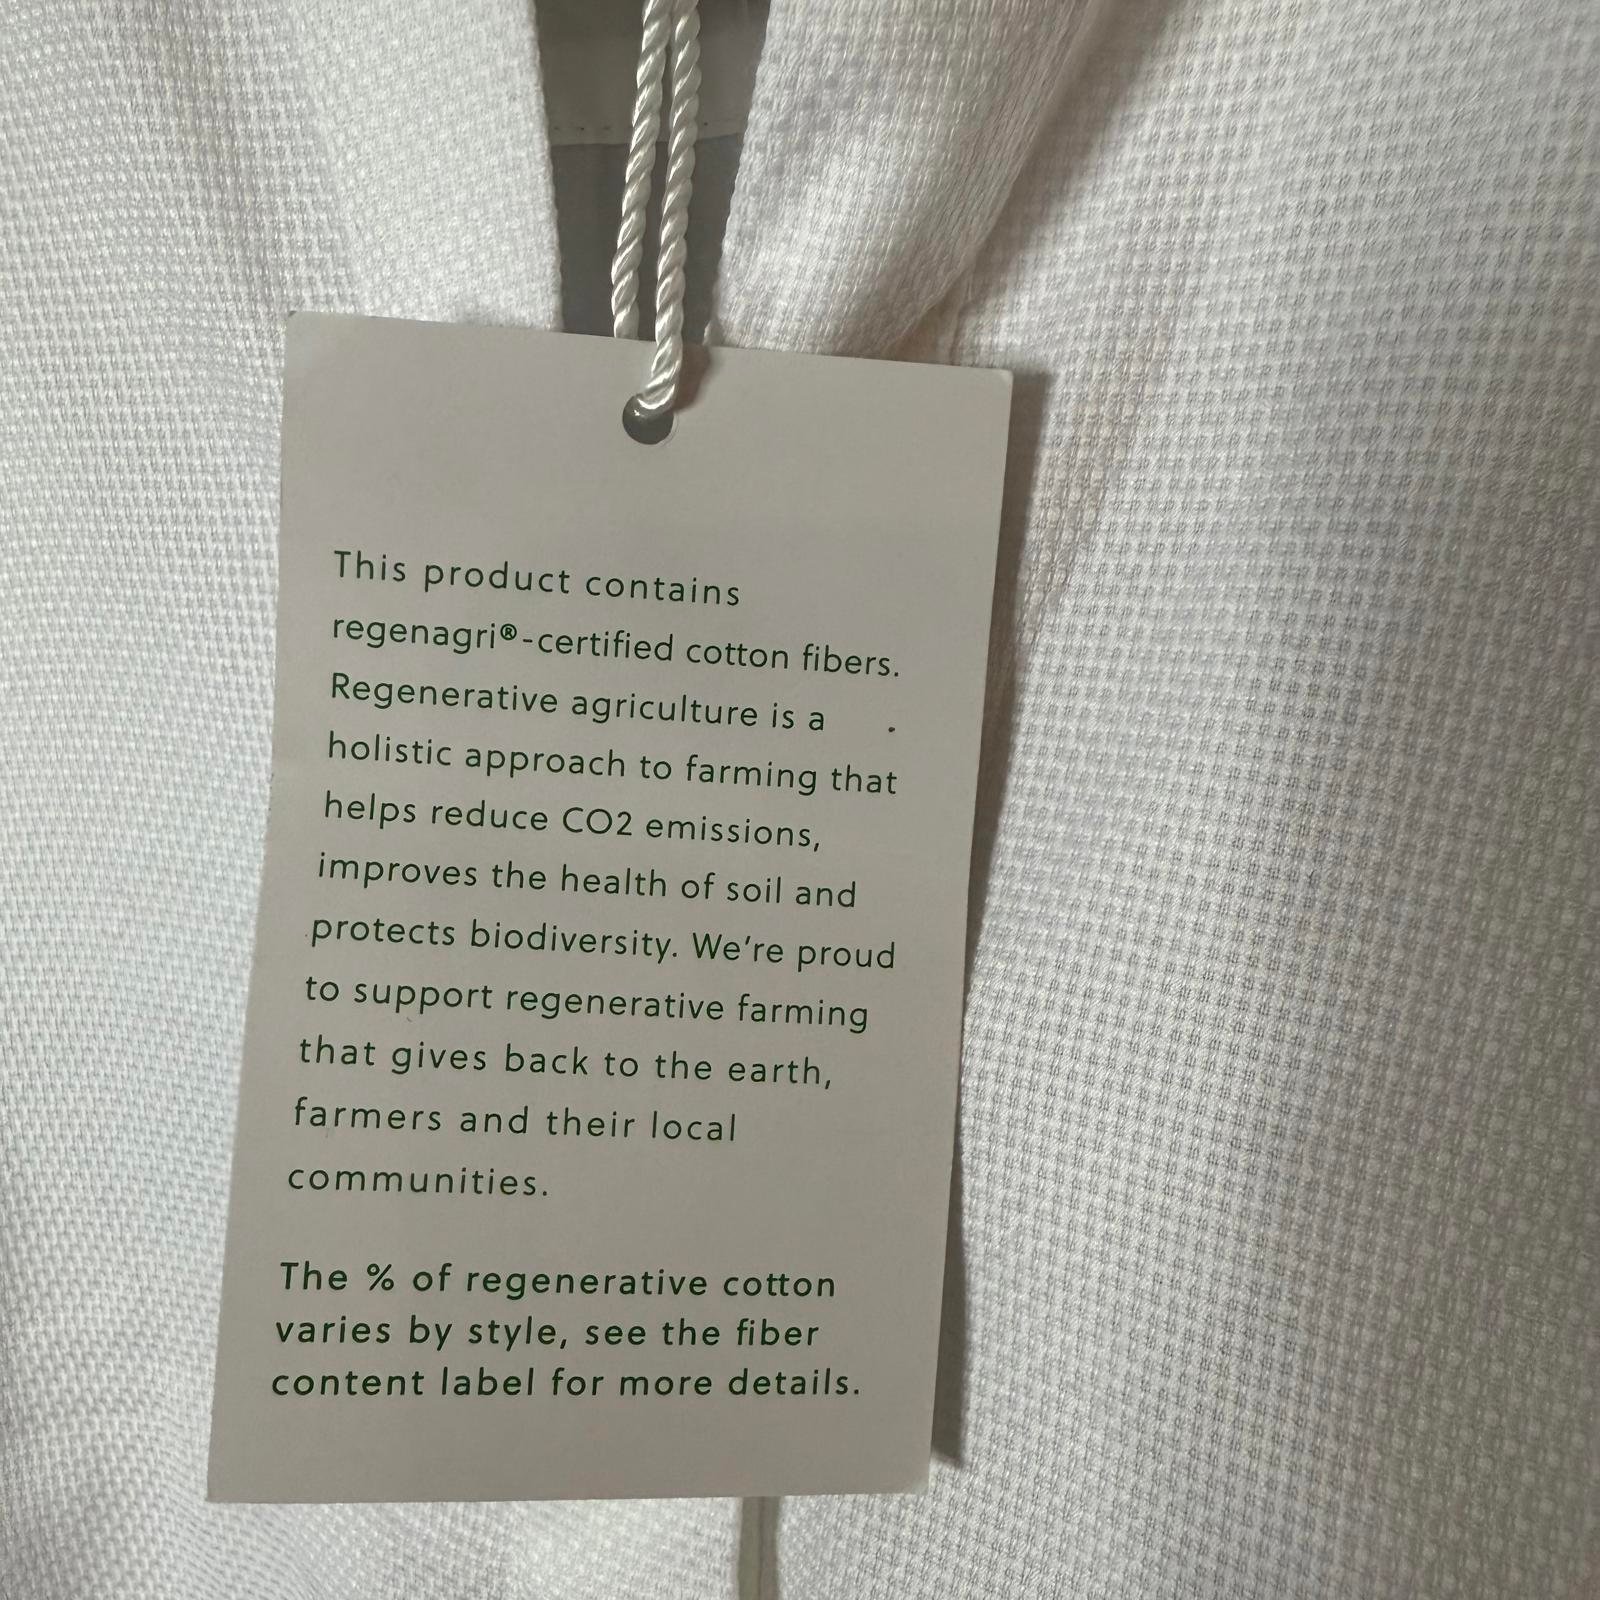 This product contains
regenagri®-certified cotton fibers.
Regenerative agriculture is a
holistic approach to farming that
helps reduce CO2 emissions,
improves the health of soil and
protects biodiversity. We’re proud
to support regenerative farming
that gives back to the earth,
farmers and their local
communities.
The % of regenerative cotton
varies by style, see the fiber
content label for more details.